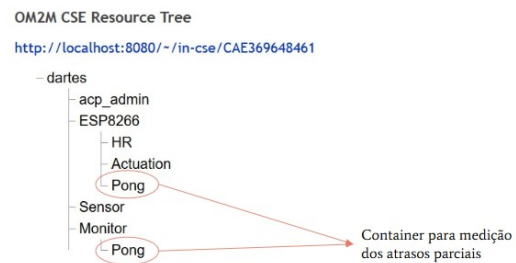 OM2M CSE Resource Tree
http://localhost:8080/~/in-cse/CAE369648461
dartes
acp_admin
ESP8266
HR
Actuation
Pong
Sensor
Monitor
Pong
Container para medição
dos atrasos parciais